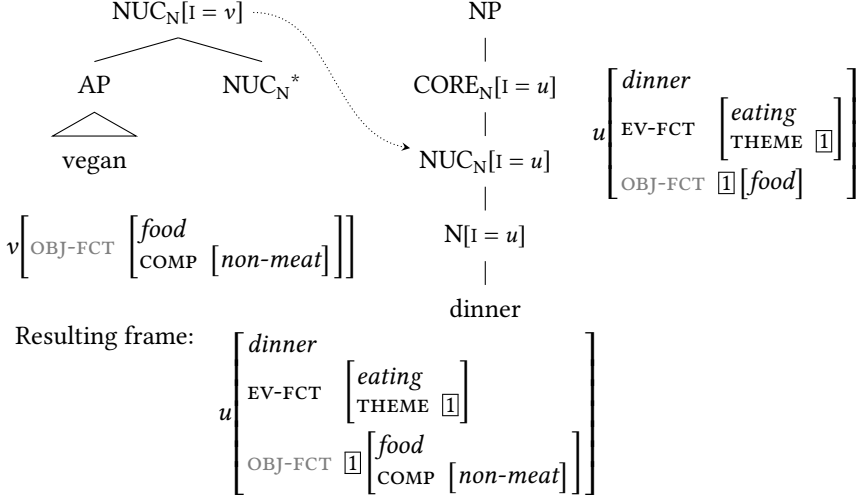 NUC_N[I = v]
AP NUC_N*
vegan
v[OBJ-FCT [food
COMP [non-meat]]]
NP
CORE_N[I = u]
NUC_N[I = u]
N[I = u]
dinner
u[dinner
EV-FCT [eating
THEME 1]
OBJ-FCT 1[food]]
Resulting frame:
u[dinner
EV-FCT [eating
THEME 1]
OBJ-FCT 1[food
COMP [non-meat]]]